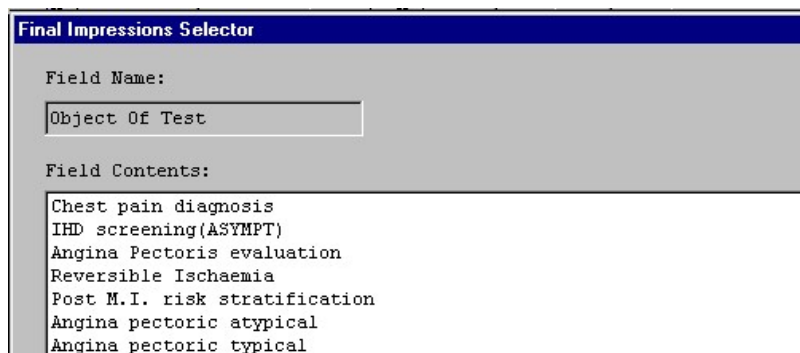 Final Impressions Selector
Field Name:
Object Of Test
Field Contents:
Chest pain diagnosis
IHD screening(ASYMPT)
Angina Pectoris evaluation
Reversible Ischaemia
Post M.I. risk stratification
Angina pectoric atypical
Angina pectoric typical